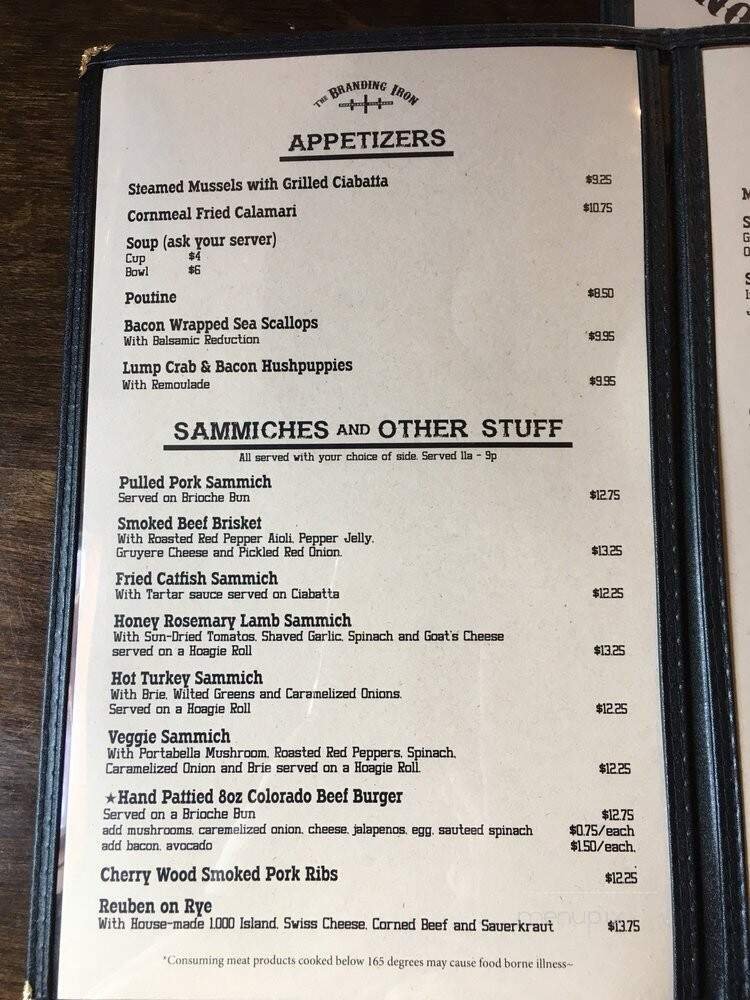 THE BRANDING IRON
APPETIZERS
Steamed Mussels with Grilled Ciabatta $9.25
Cornmeal Fried Calamari $10.75
Soup (ask your server)
Cup $4
Bowl $6
Poutine $8.50
Bacon Wrapped Sea Scallops
With Balsamic Reduction $9.95
Lump Crab & Bacon Hushpuppies
With Remoulade $9.95
SAMMICHES AND OTHER STUFF
All served with your choice of side. Served 11a - 9p
Pulled Pork Sammich
Served on Brioche Bun $12.75
Smoked Beef Brisket
With Roasted Red Pepper Aioli, Pepper Jelly,
Gruyere Cheese and Pickled Red Onion. $13.25
Fried Catfish Sammich
With Tartar sauce served on Ciabatta $12.25
Honey Rosemary Lamb Sammich
With Sun-Dried Tomatos, Shaved Garlic, Spinach and Goat's Cheese
served on a Hoagie Roll $13.25
Hot Turkey Sammich
With Brie, Wilted Greens and Caramelized Onions.
Served on a Hoagie Roll $12.25
Veggie Sammich
With Portabella Mushroom, Roasted Red Peppers, Spinach,
Caramelized Onion and Brie served on a Hoagie Roll. $12.25
★Hand Pattied 8oz Colorado Beef Burger
Served on a Brioche Bun $12.75
add mushrooms, caremelized onion, cheese, jalapenos, egg, sauteed spinach $0.75/each
add bacon, avocado $1.50/each.
Cherry Wood Smoked Pork Ribs $12.25
Reuben on Rye
With House-made 1,000 Island, Swiss Cheese, Corned Beef and Sauerkraut $13.75
*Consuming meat products cooked below 165 degrees may cause food borne illness~